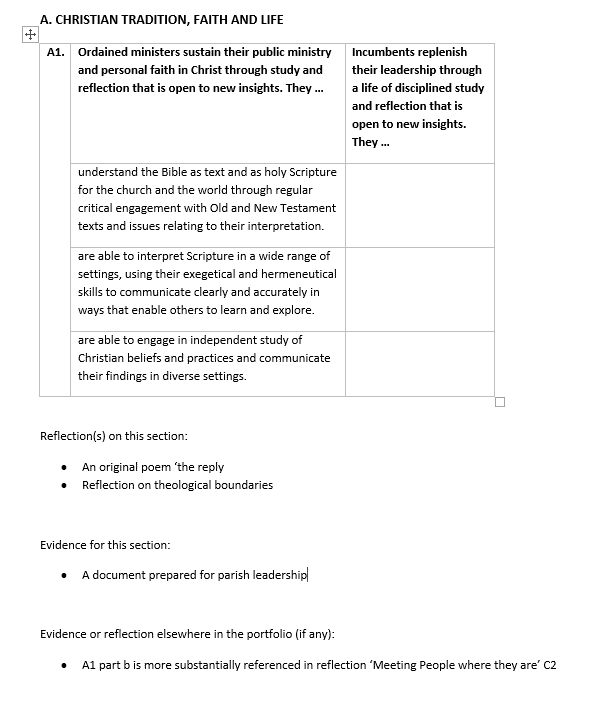 A. CHRISTIAN TRADITION, FAITH AND LIFE
A1.
Ordained ministers sustain their public ministry
and personal faith in Christ through study and
reflection that is open to new insights. They ...
Incumbents replenish
their leadership through
a life of disciplined study
and reflection that is
open to new insights.
They ...
understand the Bible as text and as holy Scripture
for the church and the world through regular
critical engagement with Old and New Testament
texts and issues relating to their interpretation.
are able to interpret Scripture in a wide range of
settings, using their exegetical and hermeneutical
skills to communicate clearly and accurately in
ways that enable others to learn and explore.
are able to engage in independent study of
Christian beliefs and practices and communicate
their findings in diverse settings.
Reflection(s) on this section:
• An original poem ‘the reply
• Reflection on theological boundaries
Evidence for this section:
• A document prepared for parish leadership
Evidence or reflection elsewhere in the portfolio (if any):
• A1 part b is more substantially referenced in reflection ‘Meeting People where they are’ C2